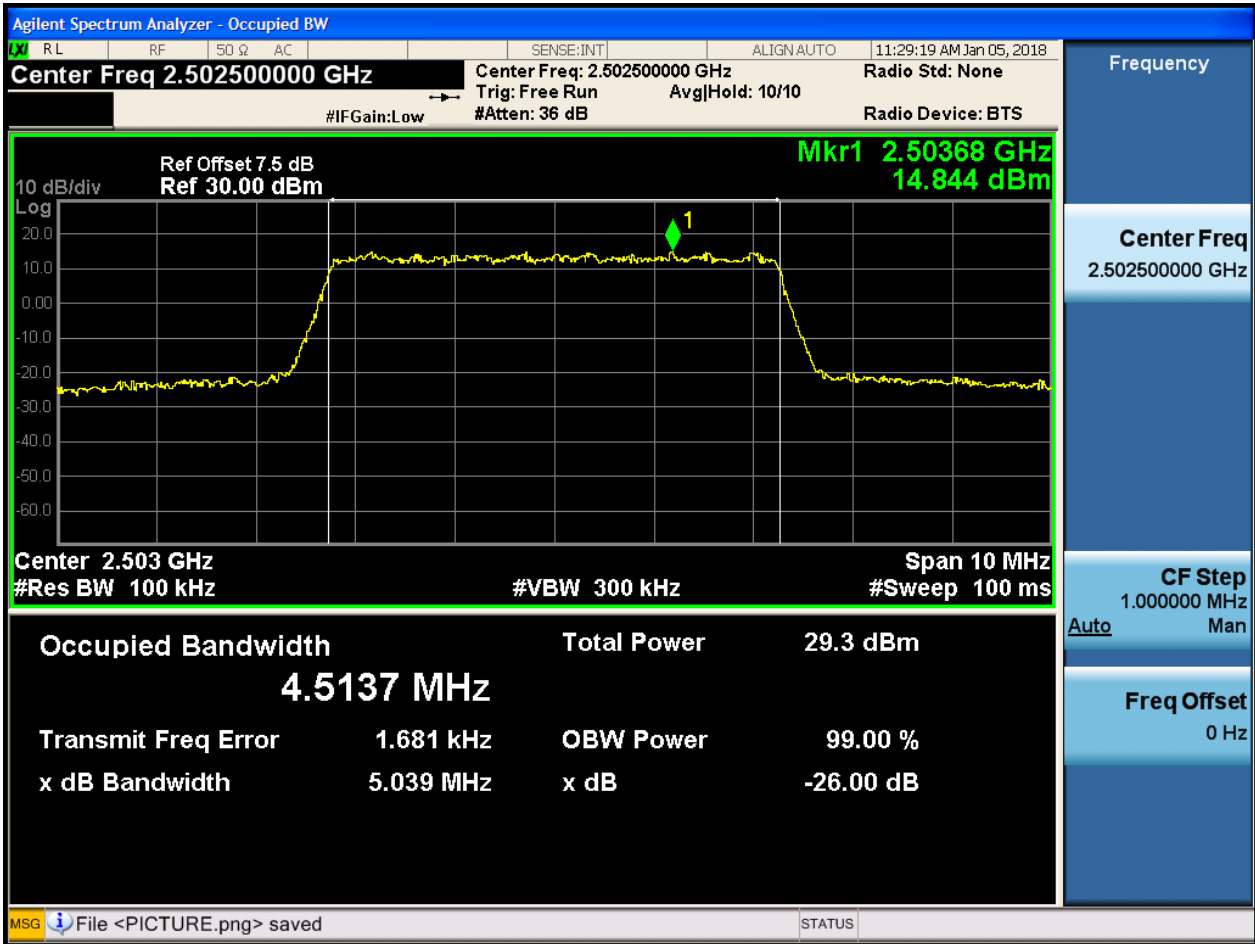 Agilent Spectrum Analyzer - Occupied BW
LXI RL RF 50 Ω AC SENSE:INT ALIGN AUTO 11:29:19 AM Jan 05, 2018
Center Freq 2.502500000 GHz
Center Freq: 2.502500000 GHz Radio Std: None
Trig: Free Run Avg|Hold: 10/10
#IFGain:Low #Atten: 36 dB Radio Device: BTS
Frequency
Mkr1 2.50368 GHz
14.844 dBm
Ref Offset 7.5 dB
10 dB/div Ref 30.00 dBm
Log
20.0
10.0
0.00
-10.0
-20.0
-30.0
-40.0
-50.0
-60.0
1
Center 2.503 GHz Span 10 MHz
#Res BW 100 kHz #VBW 300 kHz #Sweep 100 ms
Center Freq
2.502500000 GHz
CF Step
1.000000 MHz
Auto Man
Freq Offset
0 Hz
Occupied Bandwidth Total Power 29.3 dBm
4.5137 MHz
Transmit Freq Error 1.681 kHz OBW Power 99.00 %
x dB Bandwidth 5.039 MHz x dB -26.00 dB
MSG File <PICTURE.png> saved STATUS